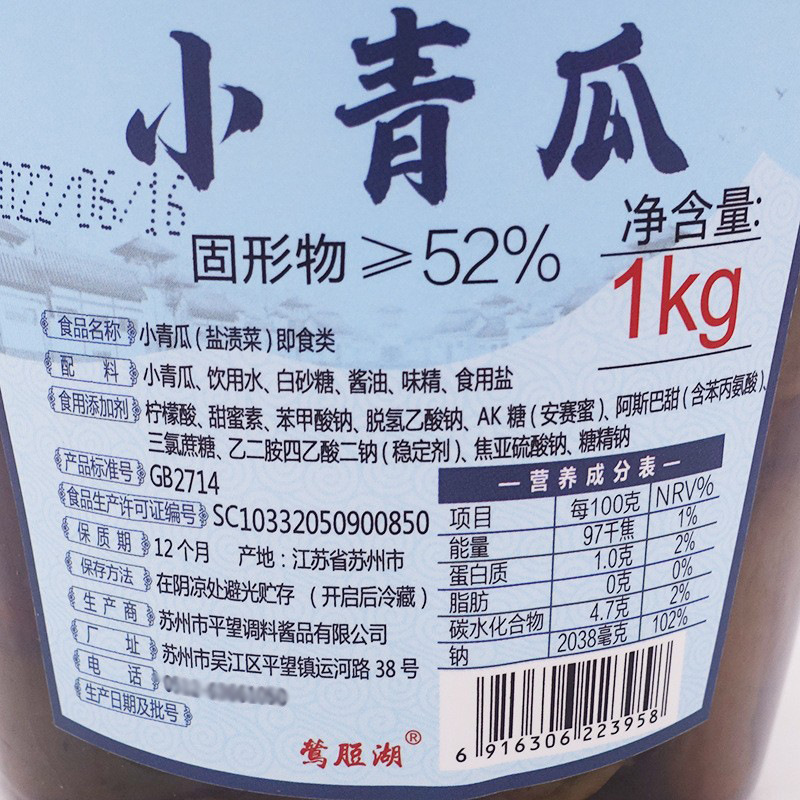 小青瓜
022/06/16
固形物≥52%
净含量:
1kg
食品名称 小青瓜(盐渍菜)即食类
配料 小青瓜、饮用水、白砂糖、酱油、味精、食用盐
食用添加剂 柠檬酸、甜蜜素、苯甲酸钠、脱氢乙酸钠、AK糖(安赛蜜)、阿斯巴甜(含苯丙氨酸)、
三氯蔗糖、乙二胺四乙酸二钠(稳定剂)、焦亚硫酸钠、糖精钠
产品标准号 GB2714
食品生产许可证编号 SC10332050900850
保质期 12个月 产地:江苏省苏州市
保存方法 在阴凉处避光贮存 (开启后冷藏)
生产商 苏州市平望调料酱品有限公司
厂址 苏州市吴江区平望镇运河路38号
电话
生产日期及批号
营养成分表
项目 每100克 NRV%
能量 97千焦 1%
蛋白质 1.0克 2%
脂肪 0克 0%
碳水化合物 4.7克 2%
钠 2038毫克 102%
莺脰湖®
6 916306 223958